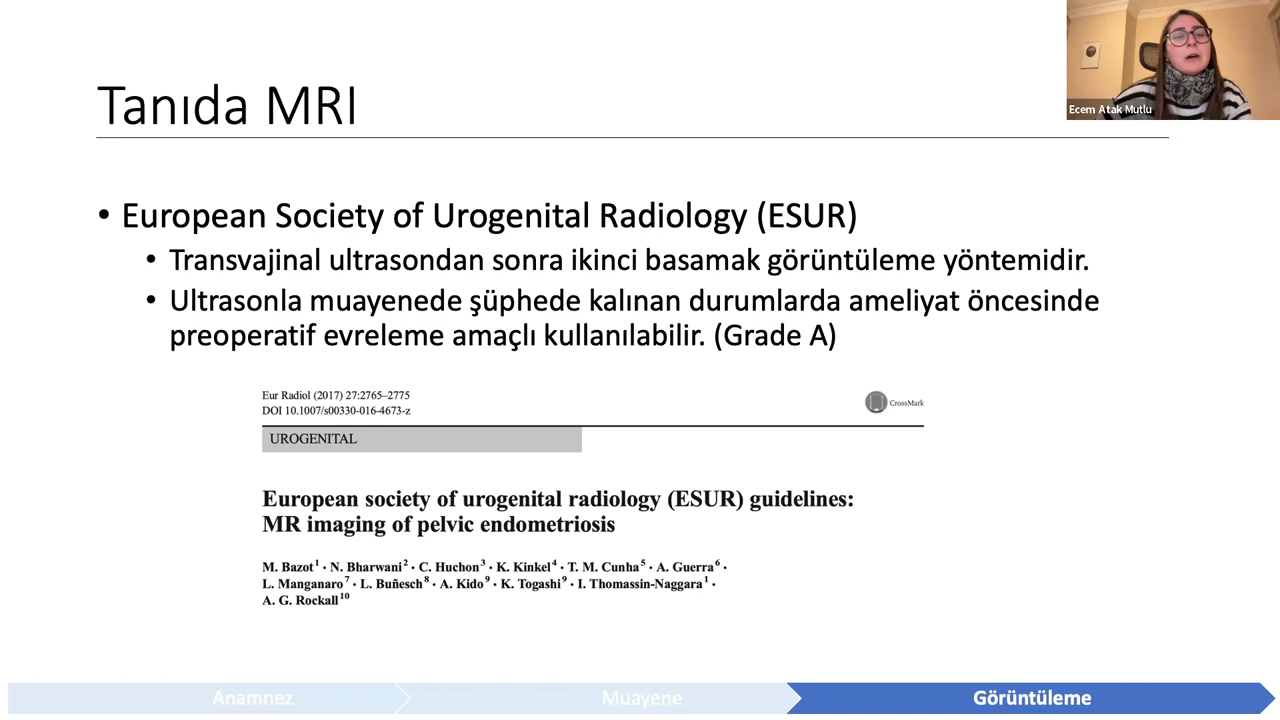 Ecem Atak Mutlu
Tanıda MRI
• European Society of Urogenital Radiology (ESUR)
• Transvajinal ultrasondan sonra ikinci basamak görüntüleme yöntemidir.
• Ultrasonla muayenede şüphede kalınan durumlarda ameliyat öncesinde
preoperatif evreleme amaçlı kullanılabilir. (Grade A)
Eur Radiol (2017) 27:2765–2775
DOI 10.1007/s00330-016-4673-z
CrossMark
UROGENITAL
European society of urogenital radiology (ESUR) guidelines:
MR imaging of pelvic endometriosis
M. Bazot¹ · N. Bharwani² · C. Huchon³ · K. Kinkel⁴ · T. M. Cunha⁵ · A. Guerra⁶ ·
L. Manganaro⁷ · L. Buñesch⁸ · A. Kido⁹ · K. Togashi⁹ · I. Thomassin-Naggara¹ ·
A. G. Rockall¹⁰
Anamnez
Muayene
Görüntüleme